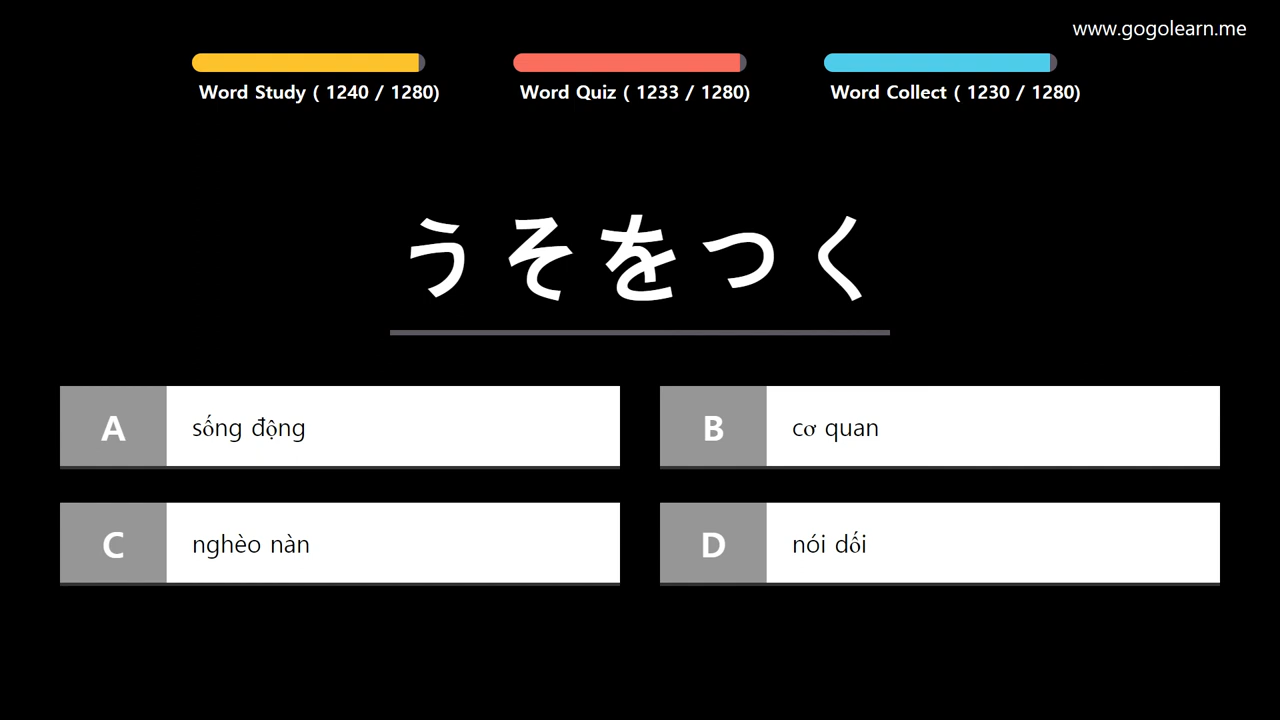 www.gogolearn.me
Word Study ( 1240 / 1280)
Word Quiz ( 1233 / 1280)
Word Collect ( 1230 / 1280)
うそをつく
A sống động
B cơ quan
C nghèo nàn
D nói dối